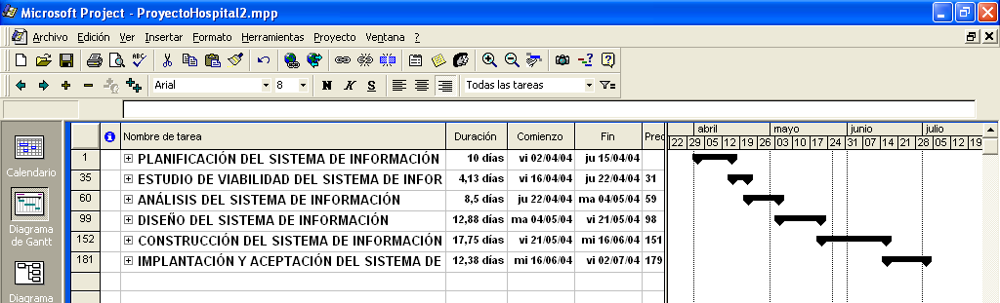 Microsoft Project - ProyectoHospital2.mpp
Archivo Edición Ver Insertar Formato Herramientas Proyecto Ventana ?
ABC
Arial 8 N K S Todas las tareas
Nombre de tarea Duración Comienzo Fin Pred abril mayo junio julio
22 29 05 12 19 26 03 10 17 24 31 07 14 21 28 05 12 19
1 PLANIFICACIÓN DEL SISTEMA DE INFORMACIÓN 10 días vi 02/04/04 ju 15/04/04
35 ESTUDIO DE VIABILIDAD DEL SISTEMA DE INFOR 4,13 días vi 16/04/04 ju 22/04/04 31
60 ANÁLISIS DEL SISTEMA DE INFORMACIÓN 8,5 días ju 22/04/04 ma 04/05/04 59
99 DISEÑO DEL SISTEMA DE INFORMACIÓN 12,88 días ma 04/05/04 vi 21/05/04 98
152 CONSTRUCCIÓN DEL SISTEMA DE INFORMACIÓN 17,75 días vi 21/05/04 mi 16/06/04 151
181 IMPLANTACIÓN Y ACEPTACIÓN DEL SISTEMA DE 12,38 días mi 16/06/04 vi 02/07/04 179
Calendario
Diagrama
de Gantt
Diagrama